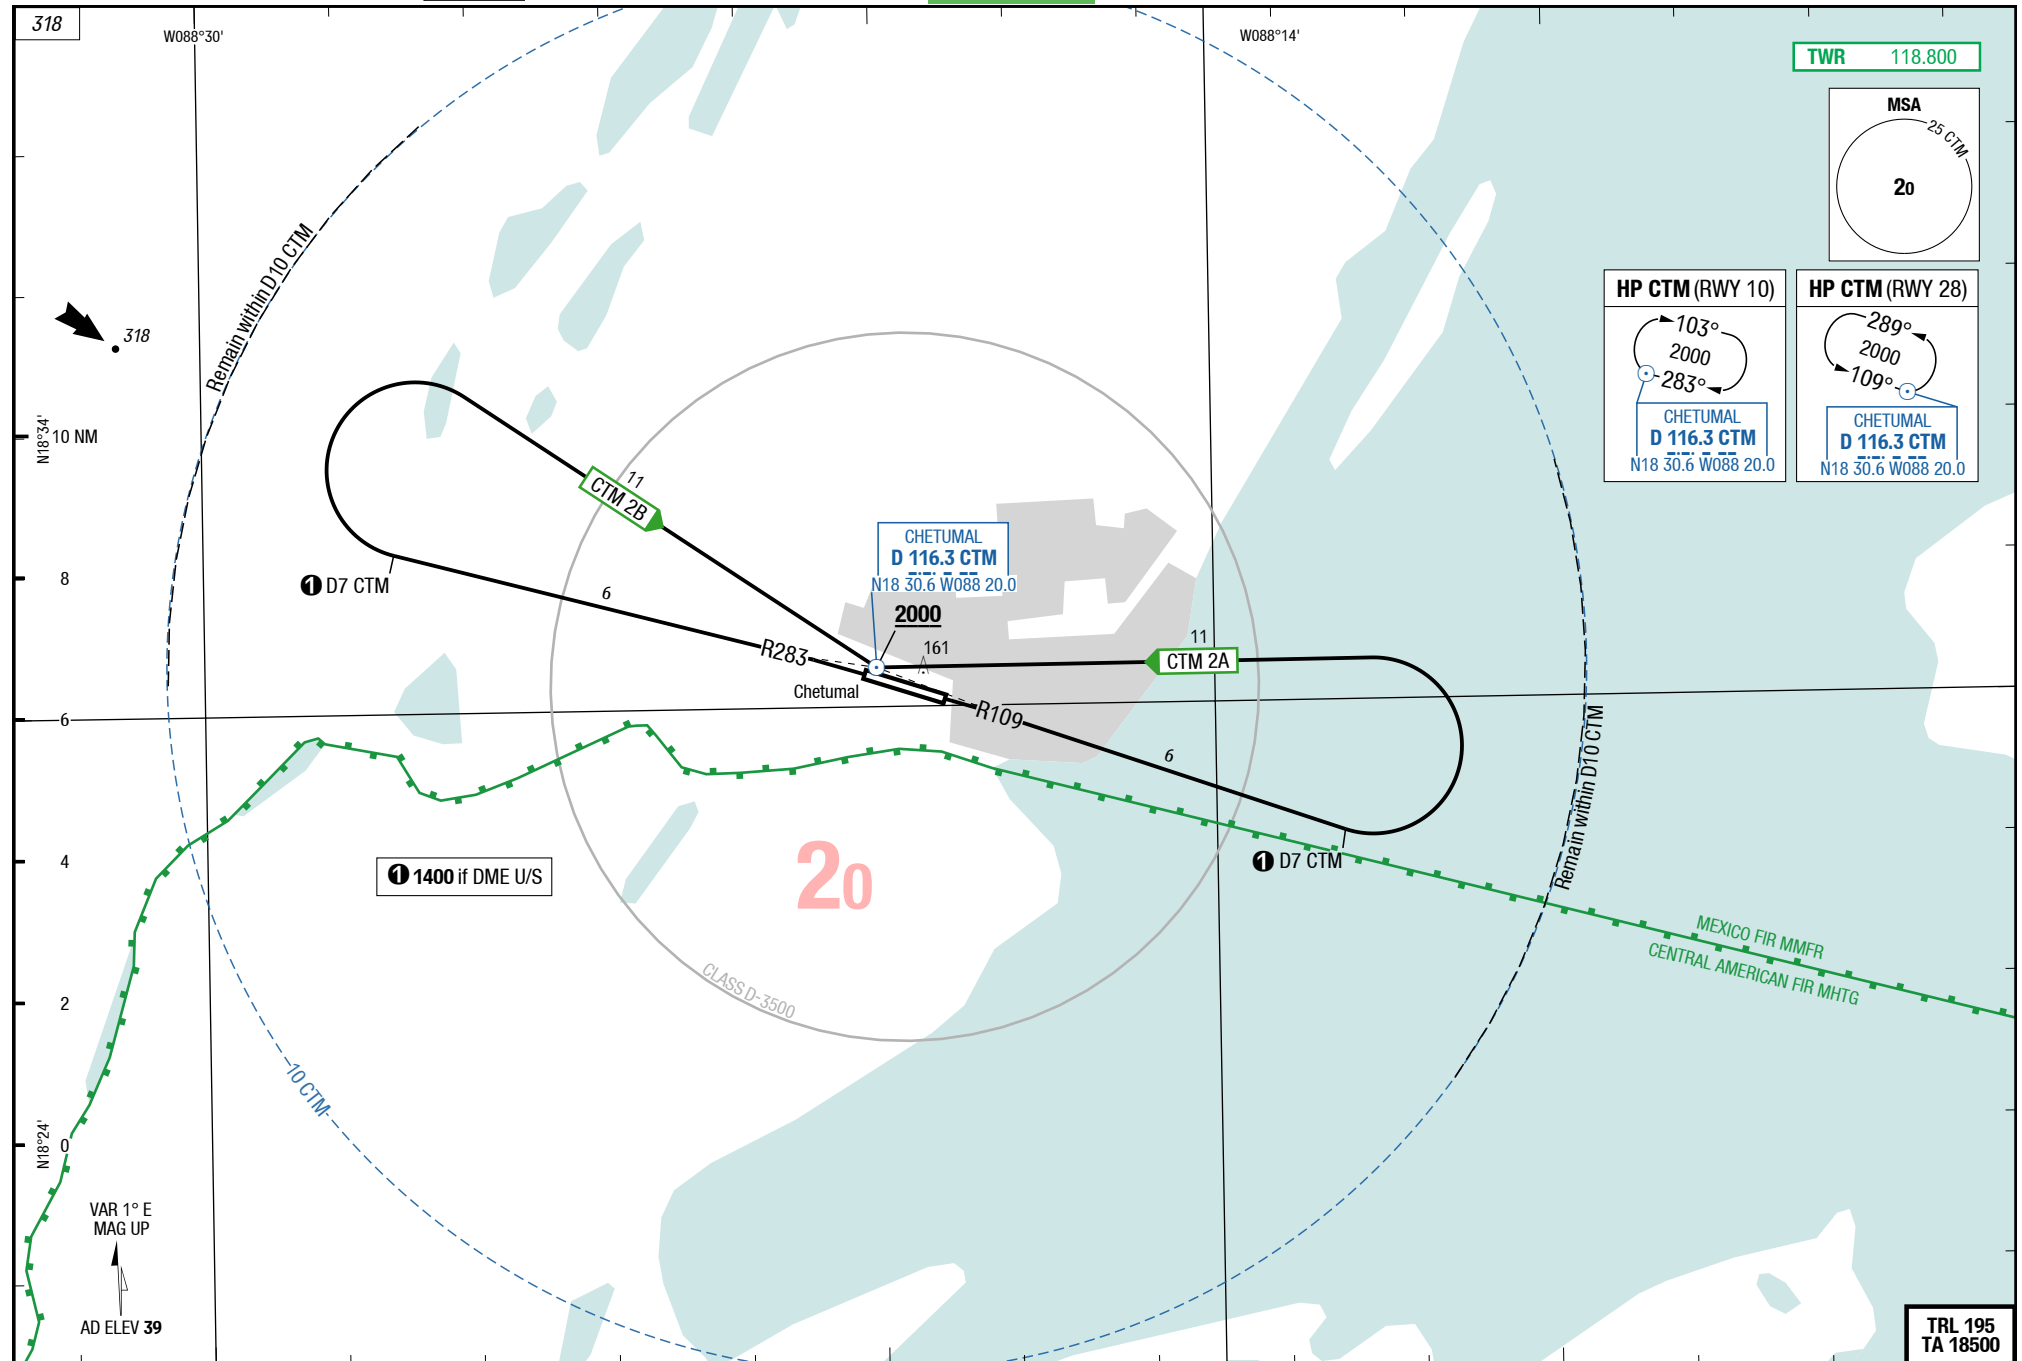 318
W088°30'
W088°14'
TWR 118.800
MSA
25 CTM
20
HP CTM (RWY 10)
103°
2000
283°
CHETUMAL
D 116.3 CTM
N18 30.6 W088 20.0
HP CTM (RWY 28)
289°
2000
109°
CHETUMAL
D 116.3 CTM
N18 30.6 W088 20.0
Remain within D10 CTM
318
N18°34'
10 NM
8
6
4
2
0
N18°24'
11
CTM 2B
CHETUMAL
D 116.3 CTM
N18 30.6 W088 20.0
1 D7 CTM
6
2000
R283
161
11
CTM 2A
Chetumal
R109
6
Remain within D10 CTM
1 D7 CTM
1 1400 if DME U/S
20
MEXICO FIR MMFR
CENTRAL AMERICAN FIR MHTG
CLASS D-3500
10 CTM
VAR 1° E
MAG UP
AD ELEV 39
TRL 195
TA 18500